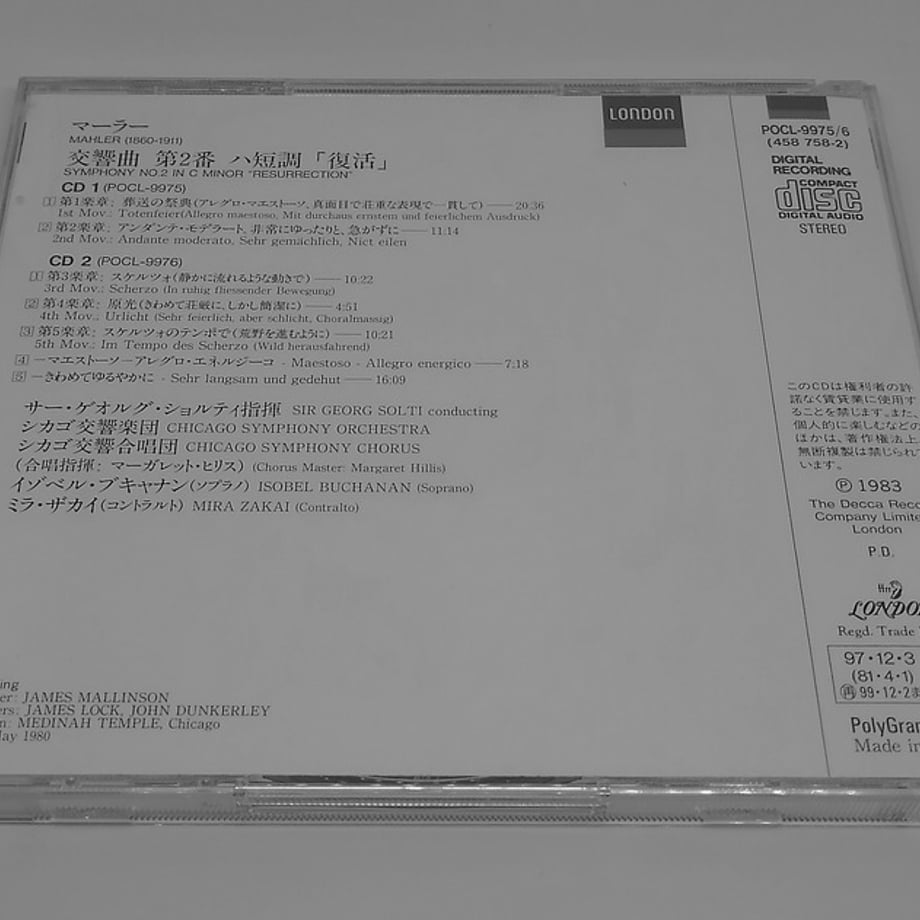 マーラー
MAHLER (1860-1911)
交響曲 第2番 ハ短調「復活」
SYMPHONY NO.2 IN C MINOR "RESURRECTION"
CD 1 (POCL-9975)
1 第1楽章: 葬送の祭典(アレグロ・マエストーソ、真面目で荘重な表現で一貫して) —— 20:36
1st Mov.: Totenfeier(Allegro maestoso, Mit durchaus ernstem und feierlichem Ausdruck)
2 第2楽章: アンダンテ・モデラート、非常にゆったりと、急がずに —— 11:14
2nd Mov.: Andante moderato, Sehr gemächlich, Nict eilen
CD 2 (POCL-9976)
1 第3楽章: スケルツォ(静かに流れるような動きで) —— 10:22
3rd Mov.: Scherzo (In ruhig fliessender Bewegung)
2 第4楽章: 原光(きわめて荘厳に、しかし簡潔に) —— 4:51
4th Mov.: Urlicht (Sehr feierlich, aber schlicht, Choralmassig)
3 第5楽章: スケルツォのテンポで(荒野を進むように) —— 10:21
5th Mov.: Im Tempo des Scherzo (Wild herausfahrend)
4 ーマエストーソーアレグロ・エネルジーコ - Maestoso - Allegro energico —— 7:18
5 ーきわめてゆるやかに - Sehr langsam und gedehut —— 16:09
サー・ゲオルグ・ショルティ指揮 SIR GEORG SOLTI conducting
シカゴ交響楽団 CHICAGO SYMPHONY ORCHESTRA
シカゴ交響合唱団 CHICAGO SYMPHONY CHORUS
(合唱指揮: マーガレット・ヒリス) (Chorus Master: Margaret Hillis)
イゾベル・ブキャナン(ソプラノ) ISOBEL BUCHANAN (Soprano)
ミラ・ザカイ(コントラルト) MIRA ZAKAI (Contralto)
ing
er: JAMES MALLINSON
ers: JAMES LOCK, JOHN DUNKERLEY
n: MEDINAH TEMPLE, Chicago
ay 1980
LONDON
POCL-9975/6
(458 758-2)
DIGITAL
RECORDING
COMPACT
disc
DIGITAL AUDIO
STEREO
このCDは権利者の許
諾なく賃貸業に使用す
ることを禁じます。また、
個人的に楽しむなどの
ほかは、著作権法上、
無断複製は禁じられて
います。
Ⓟ 1983
The Decca Reco
Company Limite
London
P.D.
LONDON
Regd. Trade
97・12・3
(81・4・1)
再 99・12・2ま
PolyGram
Made in